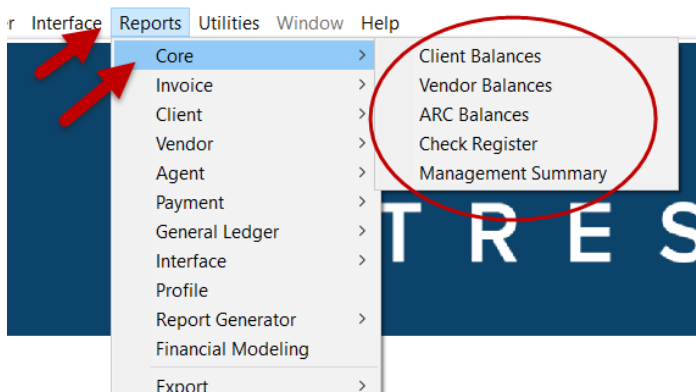 r Interface Reports Utilities Window Help
Core > Client Balances
Invoice > Vendor Balances
Client > ARC Balances
Vendor > Check Register
Agent > Management Summary
Payment >
General Ledger >
Interface >
Profile
Report Generator >
Financial Modeling
Export >
TRES